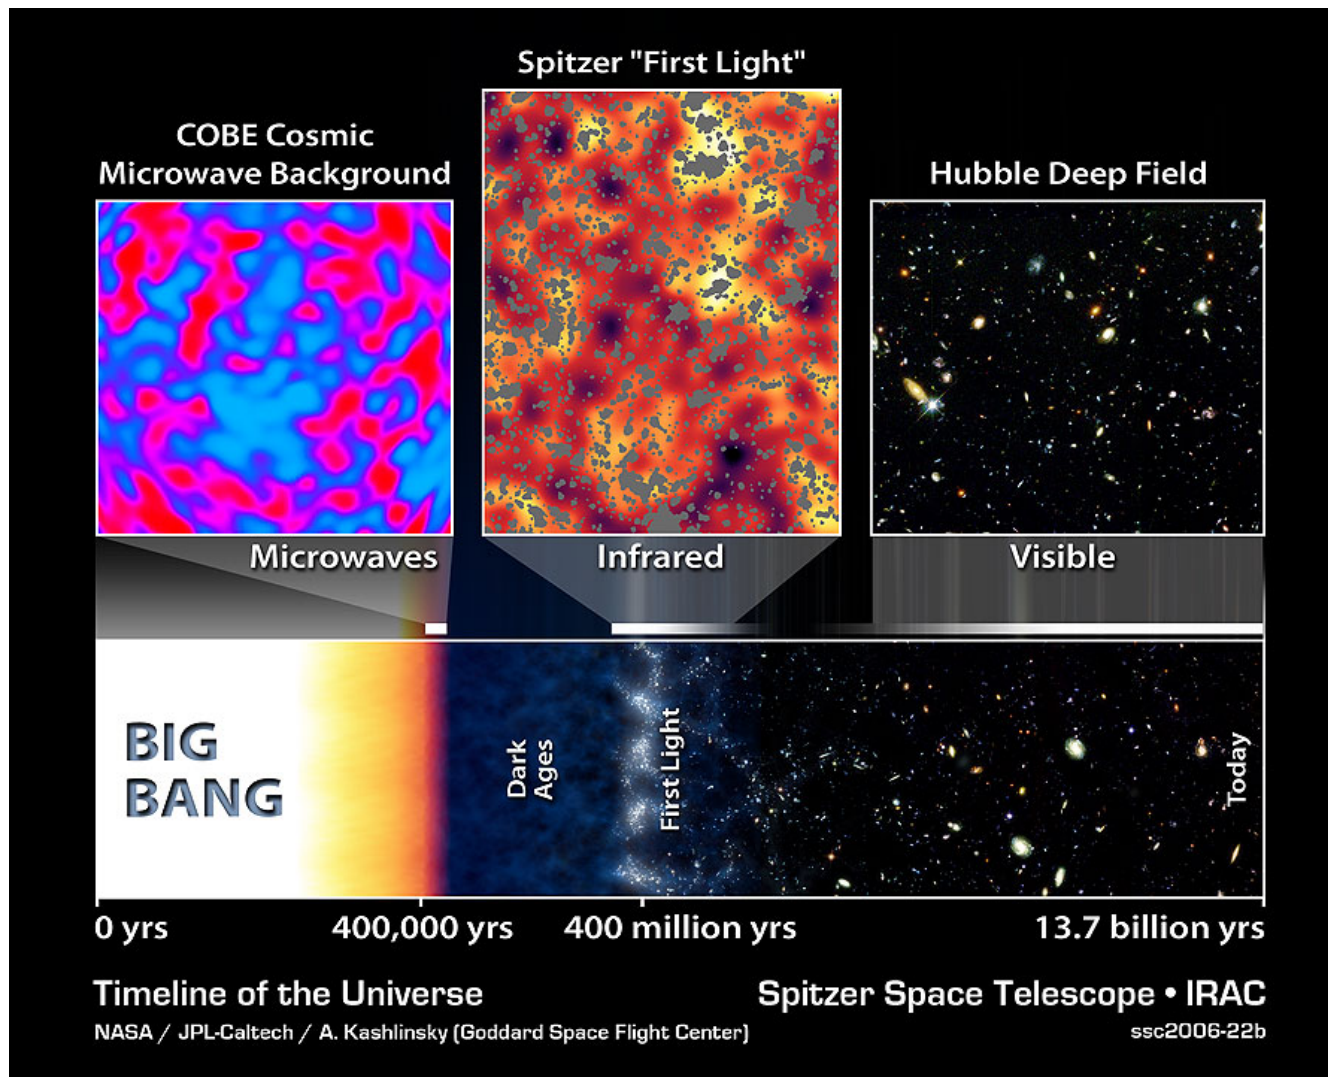 Spitzer "First Light"
COBE Cosmic
Microwave Background
Hubble Deep Field
Microwaves
Infrared
Visible
BIG
BANG
Dark
Ages
First Light
Today
0 yrs
400,000 yrs
400 million yrs
13.7 billion yrs
Timeline of the Universe
Spitzer Space Telescope • IRAC
NASA / JPL-Caltech / A. Kashlinsky (Goddard Space Flight Center)
ssc2006-22b